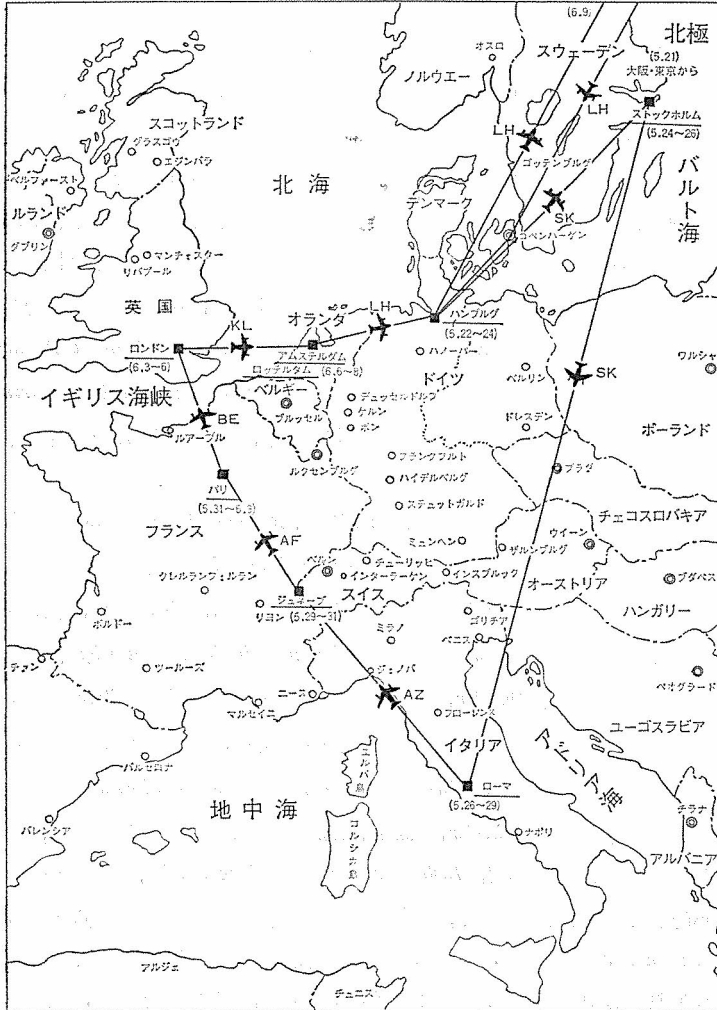 (6.9)
北極
オスロ
スウェーデン
(5.21)
大阪・東京から
ノルウエー
LH
ストックホルム
(5.24〜26)
LH
スコットランド
グラスゴウ
エジンバラ
ゴッテンブルグ
北海
バルト海
ベルファースト
ルランド
デンマーク
SK
コペンハーゲン
ダブリン
マンチェスター
リバプール
英国
KL
オランダ
LH
ハンブルグ
(5.22〜24)
ロンドン
(6.3〜6)
アムステルダム
ロッテルダム
(6.6〜8)
ハノーバー
ドイツ
ベルリン
ワルシャ
SK
イギリス海峡
ベルギー
ブルッセル
デュッセルドルフ
ケルン
ボン
ドレスデン
ポーランド
BE
ルアーブル
ルクセンブルグ
フランクフルト
ハイデルベルグ
プラグ
パリ
(5.31〜6.3)
ステュットガルド
チェコスロバキア
フランス
AF
ミュンヘン
ザルンブルグ
ウイーン
ベルン
チューリッヒ
インターラーケン
インスブルック
オーストリア
ブダペス
クレルランフェルラン
スイス
ハンガリー
ジュネーブ
(5.29〜31)
リヨン
ボルドー
ミラノ
ゴリチア
ベニス
チョン
ツールーズ
ジェノバ
ベオグラード
ニース
AZ
マルセイニ
フローレンス
ユーゴスラビア
イタリア
アドリア海
バルセロナ
エルバ島
ローマ
(5.26〜29)
地中海
バレンシア
コルシカ島
ナポリ
チラナ
アルバニア
アルジェ
チュニス